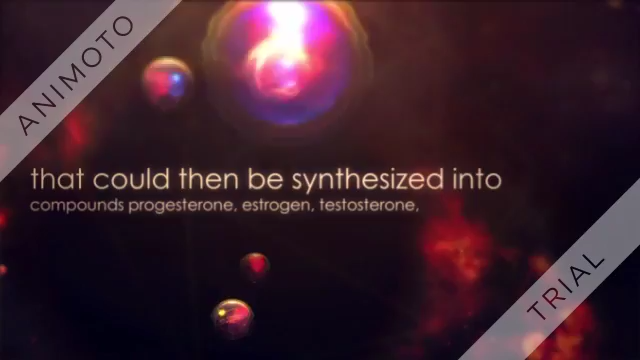 ANIMOTO
that could then be synthesized into
compounds progesterone, estrogen, testosterone,
TRIAL